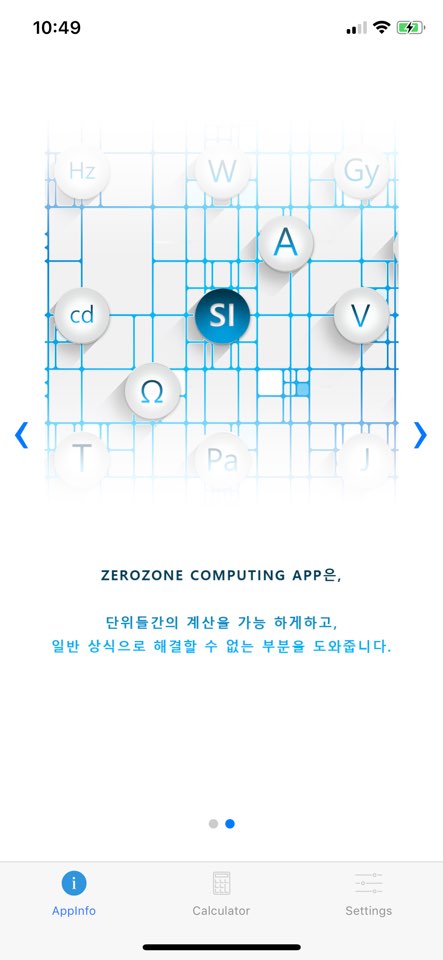 10:49
Hz
W
Gy
A
cd
SI
V
Ω
T
Pa
J
ZEROZONE COMPUTING APP은,
단위들간의 계산을 가능 하게하고,
일반 상식으로 해결할 수 없는 부분을 도와줍니다.
AppInfo
Calculator
Settings